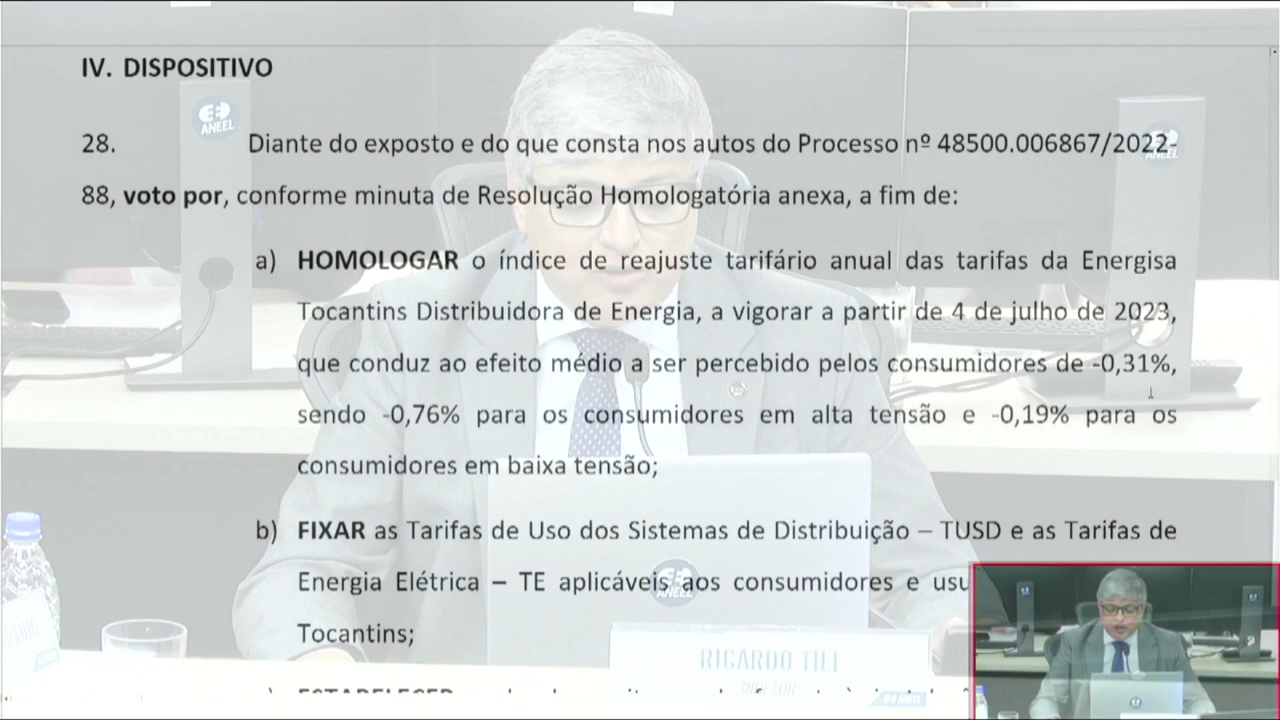 IV. DISPOSITIVO
28. Diante do exposto e do que consta nos autos do Processo nº 48500.006867/2022-
88, voto por, conforme minuta de Resolução Homologatória anexa, a fim de:
a) HOMOLOGAR o índice de reajuste tarifário anual das tarifas da Energisa
Tocantins Distribuidora de Energia, a vigorar a partir de 4 de julho de 2023,
que conduz ao efeito médio a ser percebido pelos consumidores de -0,31%,
sendo -0,76% para os consumidores em alta tensão e -0,19% para os
consumidores em baixa tensão;
b) FIXAR as Tarifas de Uso dos Sistemas de Distribuição – TUSD e as Tarifas de
Energia Elétrica – TE aplicáveis aos consumidores e usu
Tocantins;
ANEEL
ANEEL
ANEEL
RICARDO TILI
DIRETOR